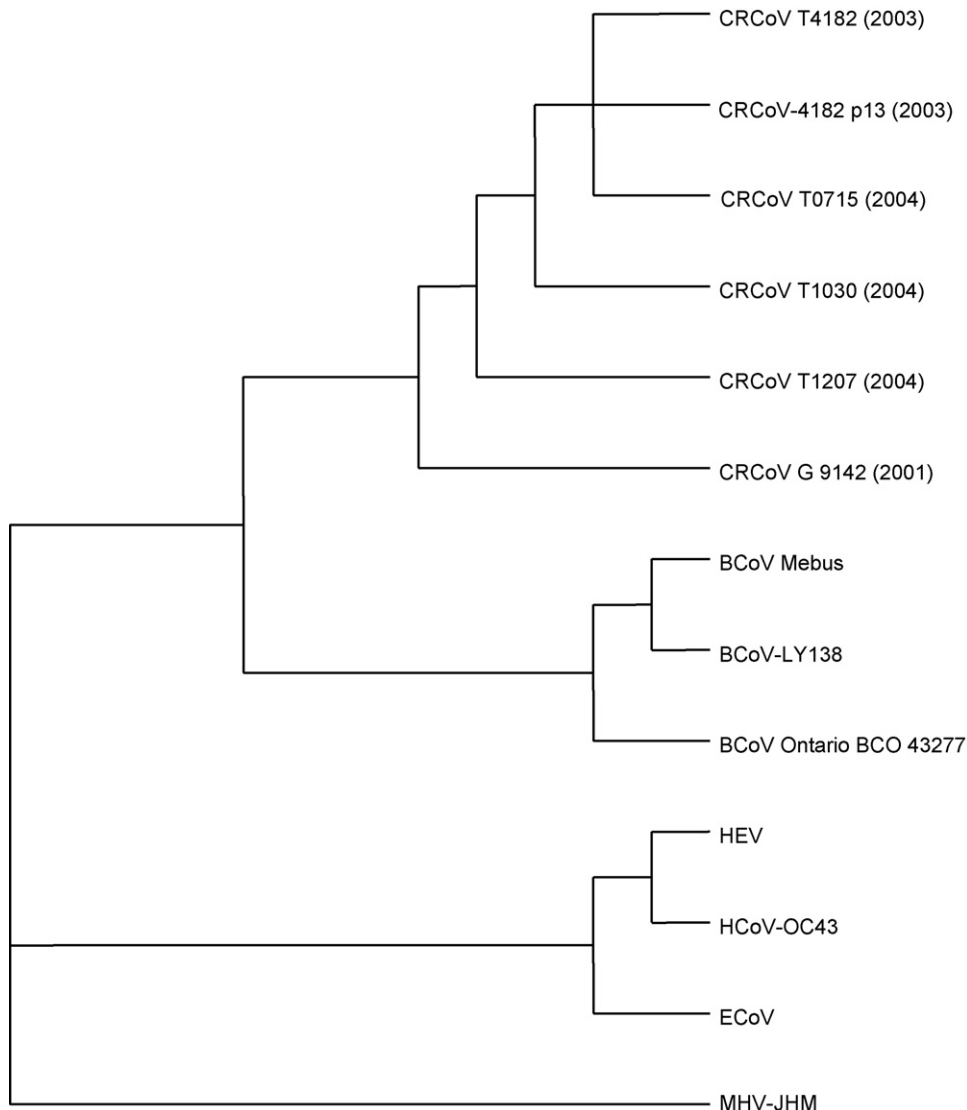 CRCoV T4182 (2003)
CRCoV-4182 p13 (2003)
CRCoV T0715 (2004)
CRCoV T1030 (2004)
CRCoV T1207 (2004)
CRCoV G 9142 (2001)
BCoV Mebus
BCoV-LY138
BCoV Ontario BCO 43277
HEV
HCoV-OC43
ECoV
MHV-JHM